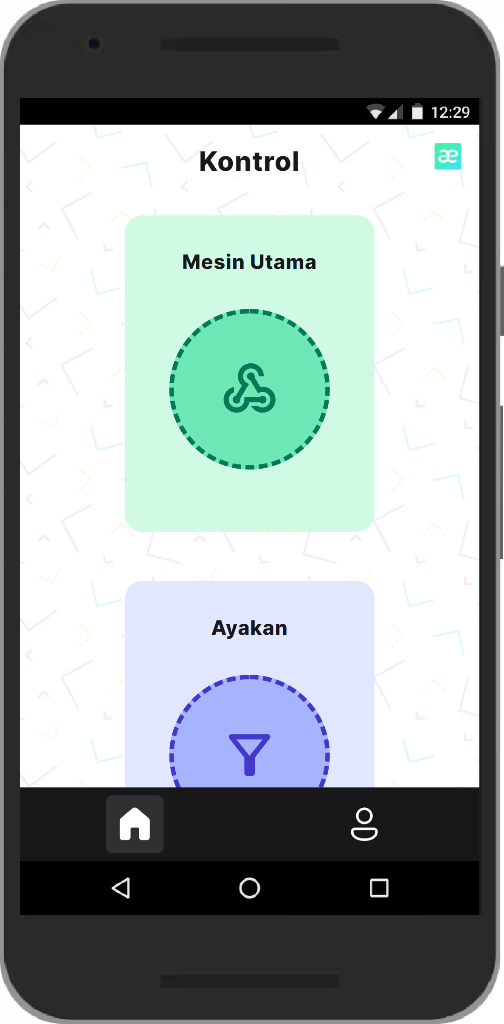 12:29
Kontrol
æ
Mesin Utama
Ayakan